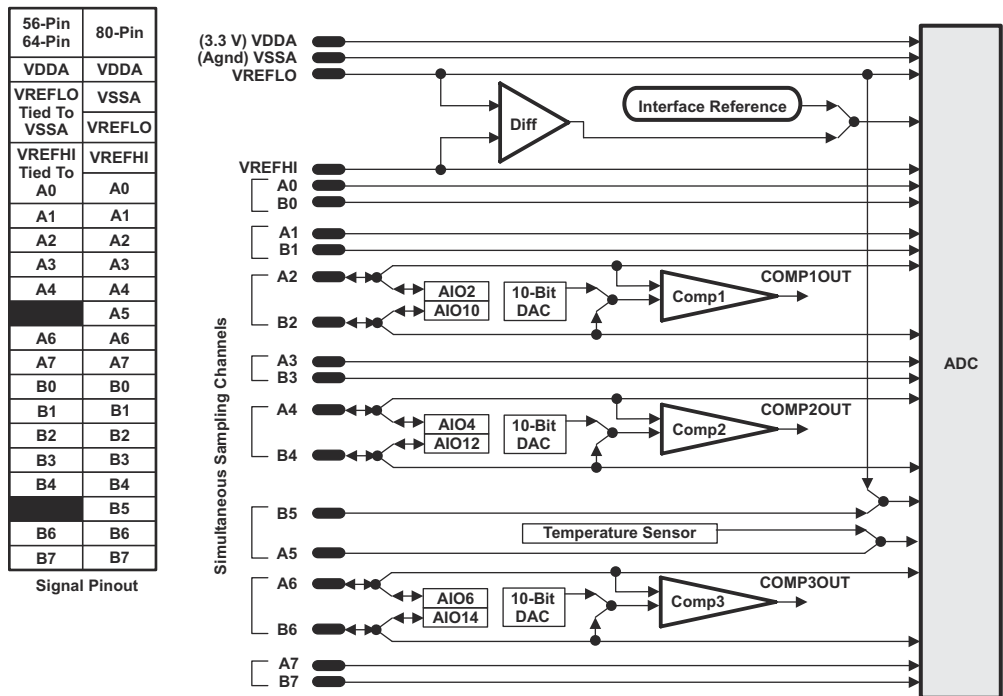 56-Pin
64-Pin
80-Pin
VDDA
VDDA
VREFLO
Tied To
VSSA
VSSA
VREFLO
VREFHI
Tied To
A0
VREFHI
A0
A1
A1
A2
A2
A3
A3
A4
A4
A5
A6
A6
A7
A7
B0
B0
B1
B1
B2
B2
B3
B3
B4
B4
B5
B6
B6
B7
B7
Signal Pinout
(3.3 V) VDDA
(Agnd) VSSA
VREFLO
Interface Reference
Diff
VREFHI
A0
B0
A1
B1
A2
B2
AIO2
AIO10
10-Bit
DAC
Comp1
COMP1OUT
Simultaneous Sampling Channels
A3
B3
ADC
A4
B4
AIO4
AIO12
10-Bit
DAC
Comp2
COMP2OUT
B5
Temperature Sensor
A5
A6
B6
AIO6
AIO14
10-Bit
DAC
Comp3
COMP3OUT
A7
B7